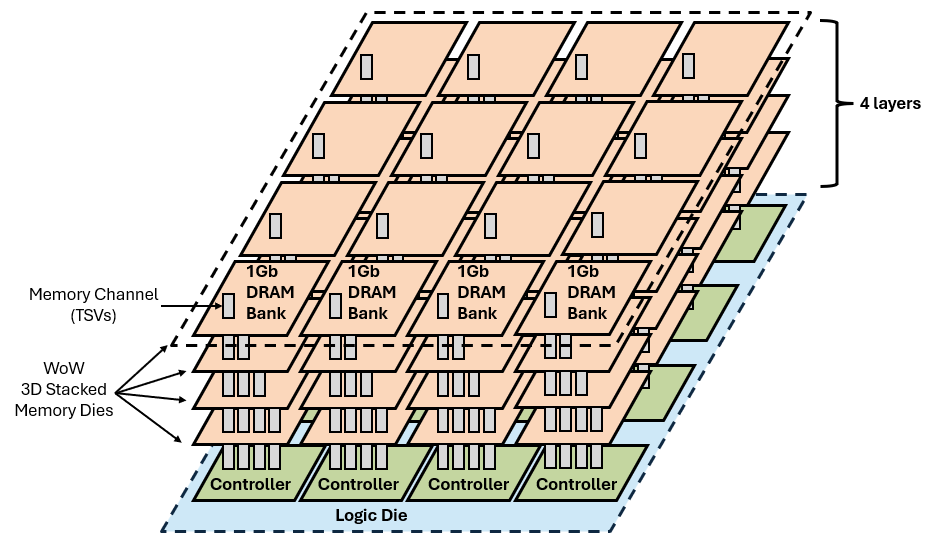 4 layers
1Gb
DRAM
Bank
1Gb
DRAM
Bank
1Gb
DRAM
Bank
1Gb
DRAM
Bank
Memory Channel
(TSVs)
WoW
3D Stacked
Memory Dies
Controller
Controller
Controller
Controller
Logic Die